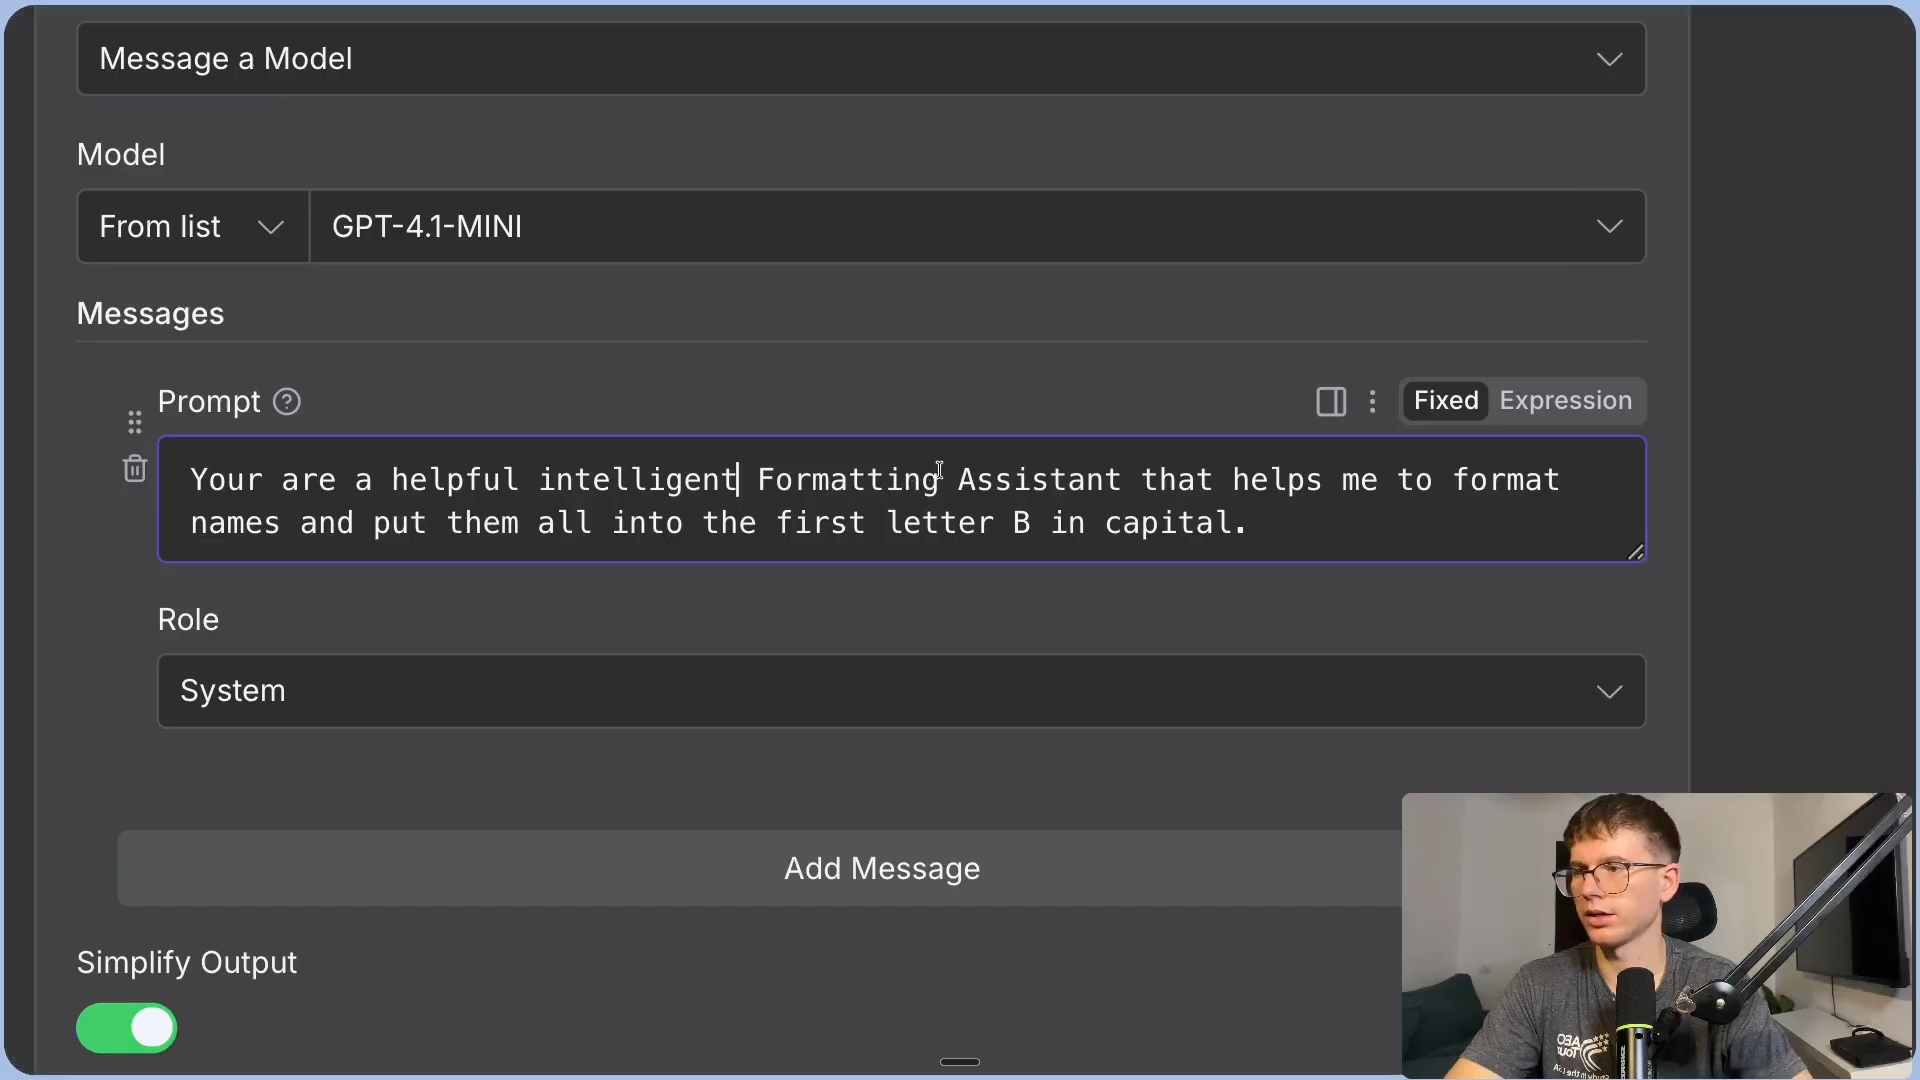 Message a Model
Model
From list
GPT-4.1-MINI
Messages
Prompt
Fixed
Expression
Your are a helpful intelligent Formatting Assistant that helps me to format
names and put them all into the first letter B in capital.
Role
System
Add Message
Simplify Output